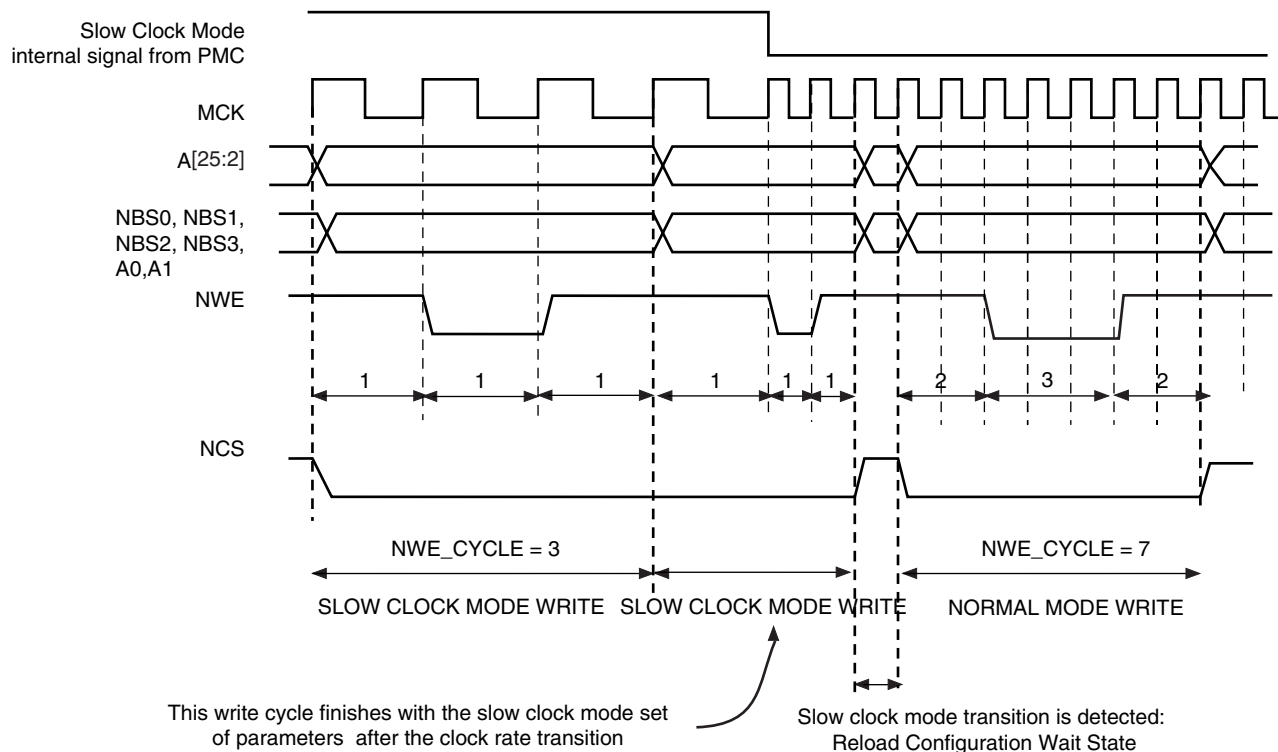 Slow Clock Mode
internal signal from PMC
MCK
A[25:2]
NBS0, NBS1,
NBS2, NBS3,
A0,A1
NWE
1 1 1 1 1 1 2 3 2
NCS
NWE_CYCLE = 3 NWE_CYCLE = 7
SLOW CLOCK MODE WRITE SLOW CLOCK MODE WRITE NORMAL MODE WRITE
This write cycle finishes with the slow clock mode set
of parameters after the clock rate transition
Slow clock mode transition is detected:
Reload Configuration Wait State